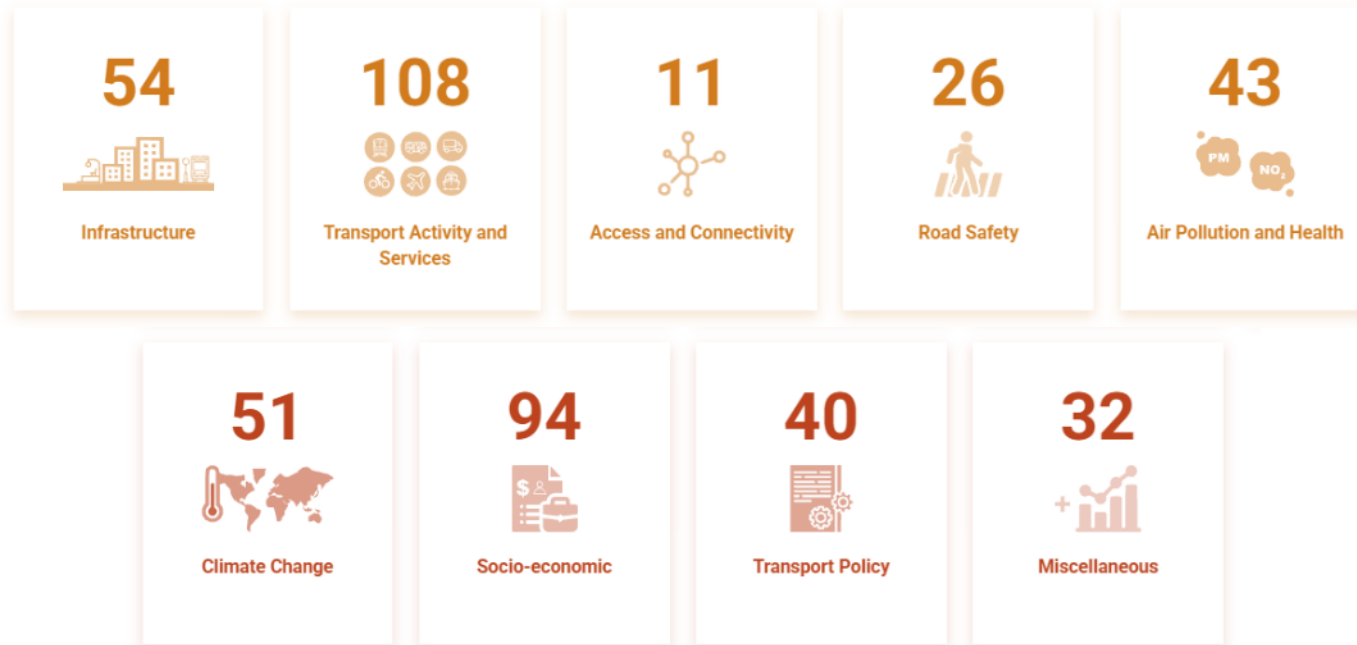 54
108
11
26
43
PM
NO₂
Infrastructure
Transport Activity and
Services
Access and Connectivity
Road Safety
Air Pollution and Health
51
94
40
32
$
+
Climate Change
Socio-economic
Transport Policy
Miscellaneous